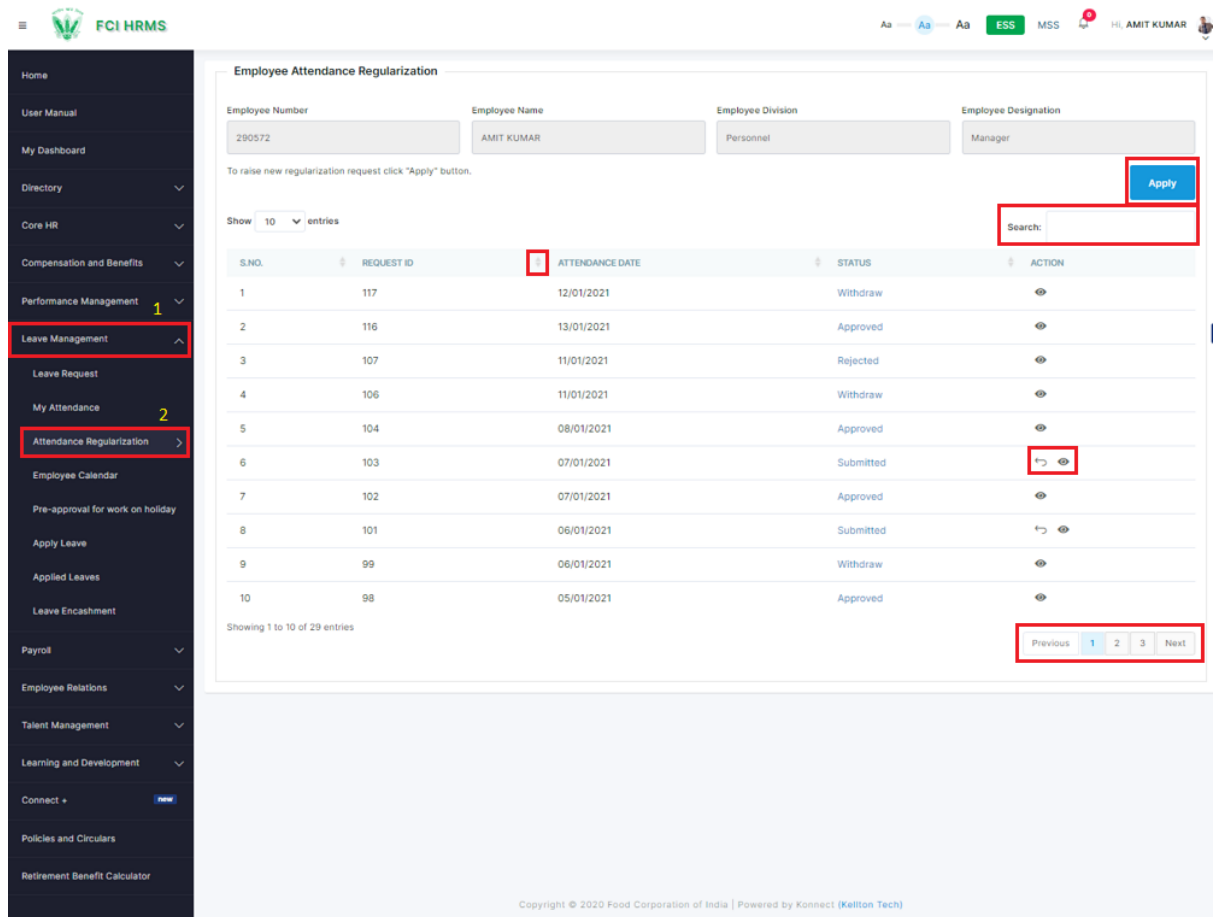 FCI HRMS
Aa Aa Aa ESS MSS 0 Hi, AMIT KUMAR
Home
User Manual
My Dashboard
Directory
Core HR
Compensation and Benefits
Performance Management
1
Leave Management
Leave Request
My Attendance
2
Attendance Regularization
Employee Calendar
Pre-approval for work on holiday
Apply Leave
Applied Leaves
Leave Encashment
Payroll
Employee Relations
Talent Management
Learning and Development
Connect + new
Policies and Circulars
Retirement Benefit Calculator
Employee Attendance Regularization
Employee Number Employee Name Employee Division Employee Designation
290572 AMIT KUMAR Personnel Manager
To raise new regularization request click "Apply" button.
Apply
Show 10 entries Search:
S.NO. REQUEST ID ATTENDANCE DATE STATUS ACTION
1 117 12/01/2021 Withdraw
2 116 13/01/2021 Approved
3 107 11/01/2021 Rejected
4 106 11/01/2021 Withdraw
5 104 08/01/2021 Approved
6 103 07/01/2021 Submitted
7 102 07/01/2021 Approved
8 101 06/01/2021 Submitted
9 99 06/01/2021 Withdraw
10 98 05/01/2021 Approved
Showing 1 to 10 of 29 entries
Previous 1 2 3 Next
Copyright © 2020 Food Corporation of India | Powered by Konnect (Kellton Tech)